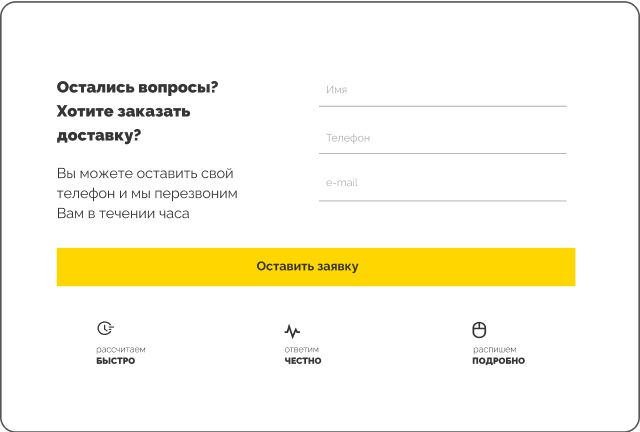 Остались вопросы?
Хотите заказать
доставку?
Вы можете оставить свой
телефон и мы перезвоним
Вам в течении часа
Имя
Телефон
e-mail
Оставить заявку
рассчитаем
БЫСТРО
ответим
ЧЕСТНО
распишем
ПОДРОБНО